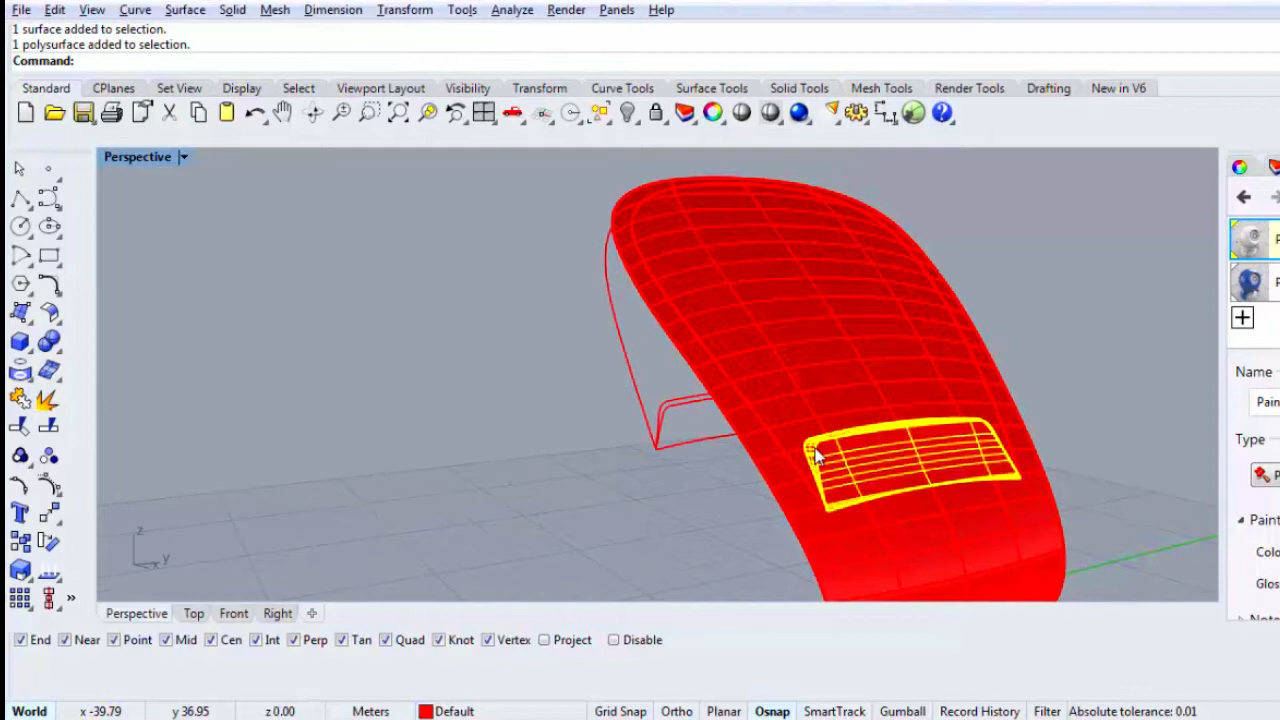 File Edit View Curve Surface Solid Mesh Dimension Transform Tools Analyze Render Panels Help
1 surface added to selection.
1 polysurface added to selection.
Command:
Standard CPlanes Set View Display Select Viewport Layout Visibility Transform Curve Tools Surface Tools Solid Tools Mesh Tools Render Tools Drafting New in V6
Perspective
Name
Pain
Type
P
Paint
Colo
Glos
z
x y
Perspective Top Front Right
End Near Point Mid Cen Int Perp Tan Quad Knot Vertex Project Disable
World x -39.79 y 36.95 z 0.00 Meters Default Grid Snap Ortho Planar Osnap SmartTrack Gumball Record History Filter Absolute tolerance: 0.01